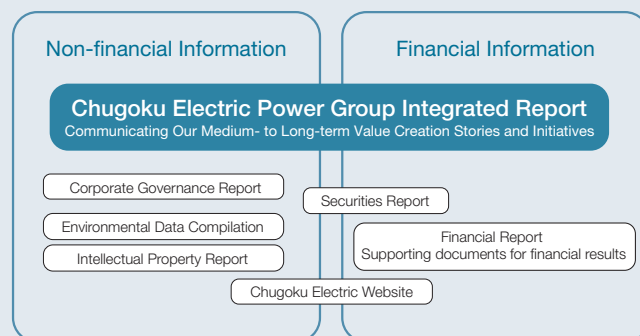 Non-financial Information
Financial Information
Chugoku Electric Power Group Integrated Report
Communicating Our Medium- to Long-term Value Creation Stories and Initiatives
Corporate Governance Report
Securities Report
Environmental Data Compilation
Financial Report
Supporting documents for financial results
Intellectual Property Report
Chugoku Electric Website